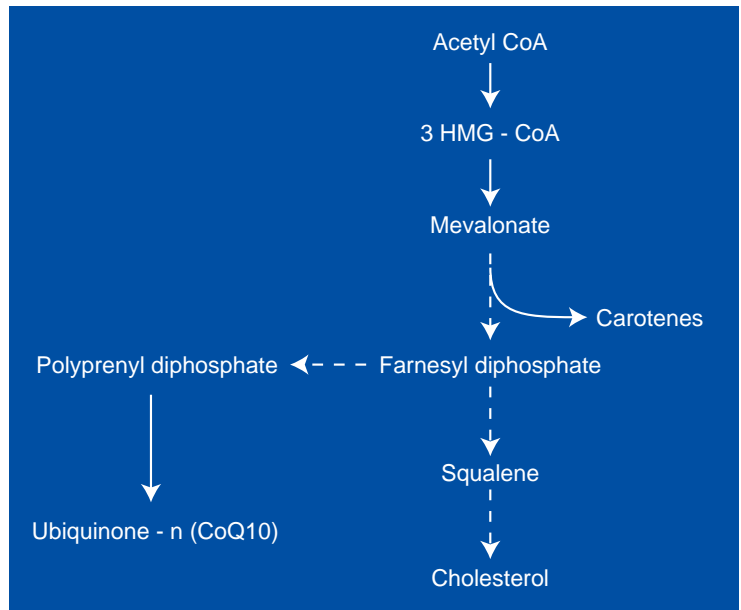 Acetyl CoA
3 HMG - CoA
Mevalonate
Carotenes
Polyprenyl diphosphate
Farnesyl diphosphate
Squalene
Ubiquinone - n (CoQ10)
Cholesterol